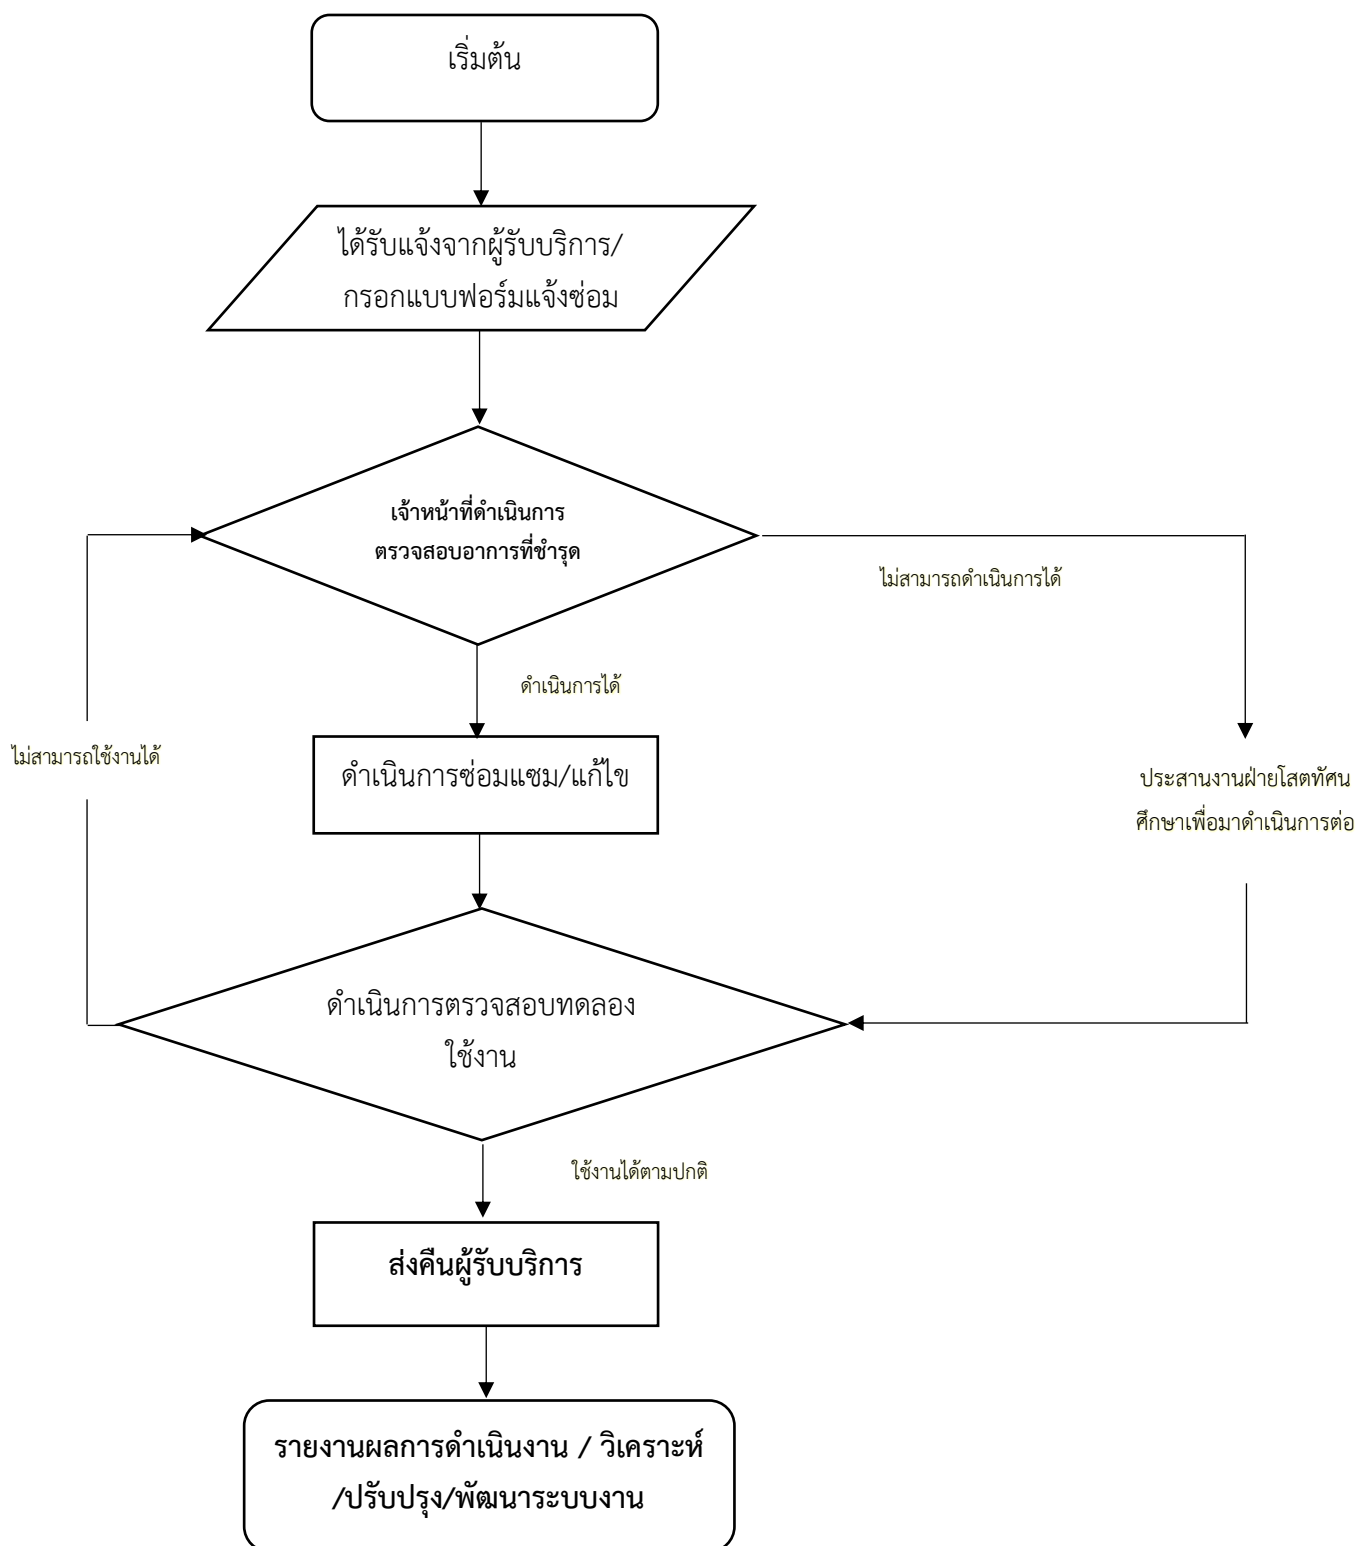 เริ่มต้น
ได้รับแจ้งจากผู้รับบริการ/
กรอกแบบฟอร์มแจ้งซ่อม
เจ้าหน้าที่ดำเนินการ
ตรวจสอบอาการที่ชำรุด
ไม่สามารถดำเนินการได้
ดำเนินการได้
ไม่สามารถใช้งานได้
ดำเนินการซ่อมแซม/แก้ไข
ประสานงานฝ่ายโสตทัศน
ศึกษาเพื่อมาดำเนินการต่อ
ดำเนินการตรวจสอบทดลอง
ใช้งาน
ใช้งานได้ตามปกติ
ส่งคืนผู้รับบริการ
รายงานผลการดำเนินงาน / วิเคราะห์
/ปรับปรุง/พัฒนาระบบงาน